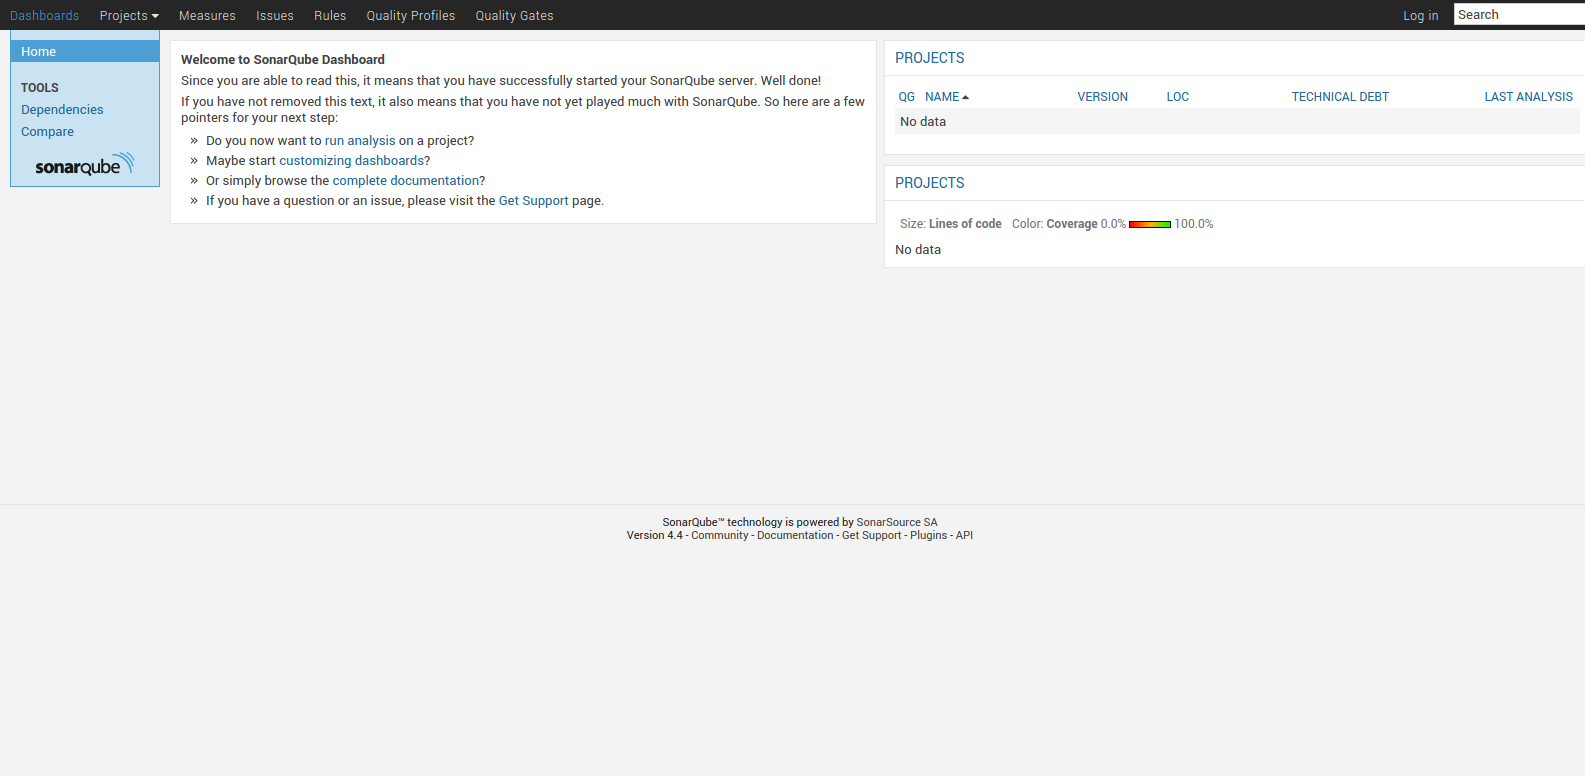 Dashboards Projects Measures Issues Rules Quality Profiles Quality Gates Log in Search
Home
TOOLS
Dependencies
Compare
sonarqube
Welcome to SonarQube Dashboard
Since you are able to read this, it means that you have successfully started your SonarQube server. Well done!
If you have not removed this text, it also means that you have not yet played much with SonarQube. So here are a few
pointers for your next step:
» Do you now want to run analysis on a project?
» Maybe start customizing dashboards?
» Or simply browse the complete documentation?
» If you have a question or an issue, please visit the Get Support page.
PROJECTS
QG NAME VERSION LOC TECHNICAL DEBT LAST ANALYSIS
No data
PROJECTS
Size: Lines of code Color: Coverage 0.0% 100.0%
No data
SonarQube™ technology is powered by SonarSource SA
Version 4.4 - Community - Documentation - Get Support - Plugins - API